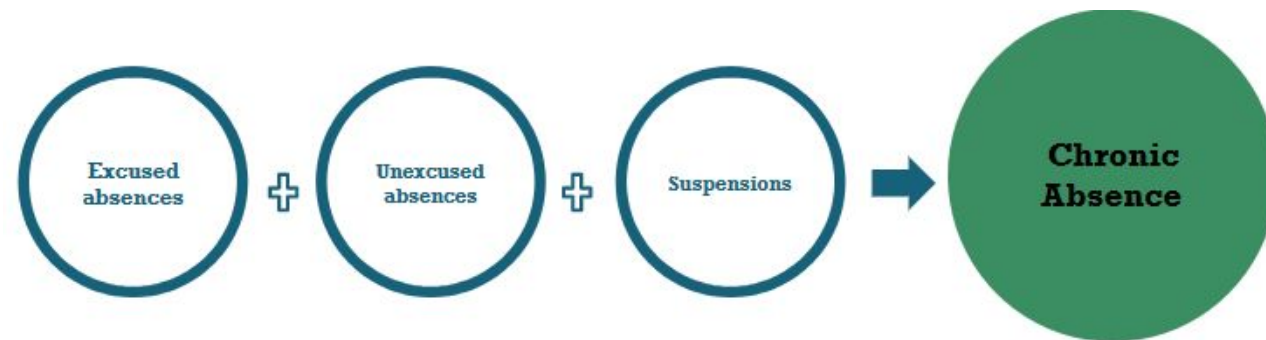 Excused
absences
Unexcused
absences
Suspensions
Chronic
Absence